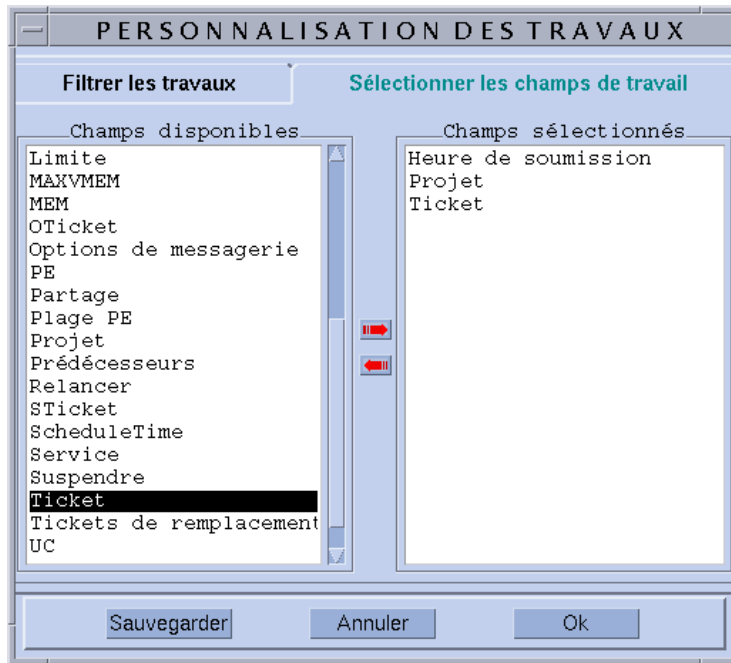 PERSONNALISATION DES TRAVAUX
Filtrer les travaux
Sélectionner les champs de travail
Champs disponibles
Limite
MAXVMEM
MEM
OTicket
Options de messagerie
PE
Partage
Plage PE
Projet
Prédécesseurs
Relancer
STicket
ScheduleTime
Service
Suspendre
Ticket
Tickets de remplacement
UC
Champs sélectionnés
Heure de soumission
Projet
Ticket
Sauvegarder
Annuler
Ok